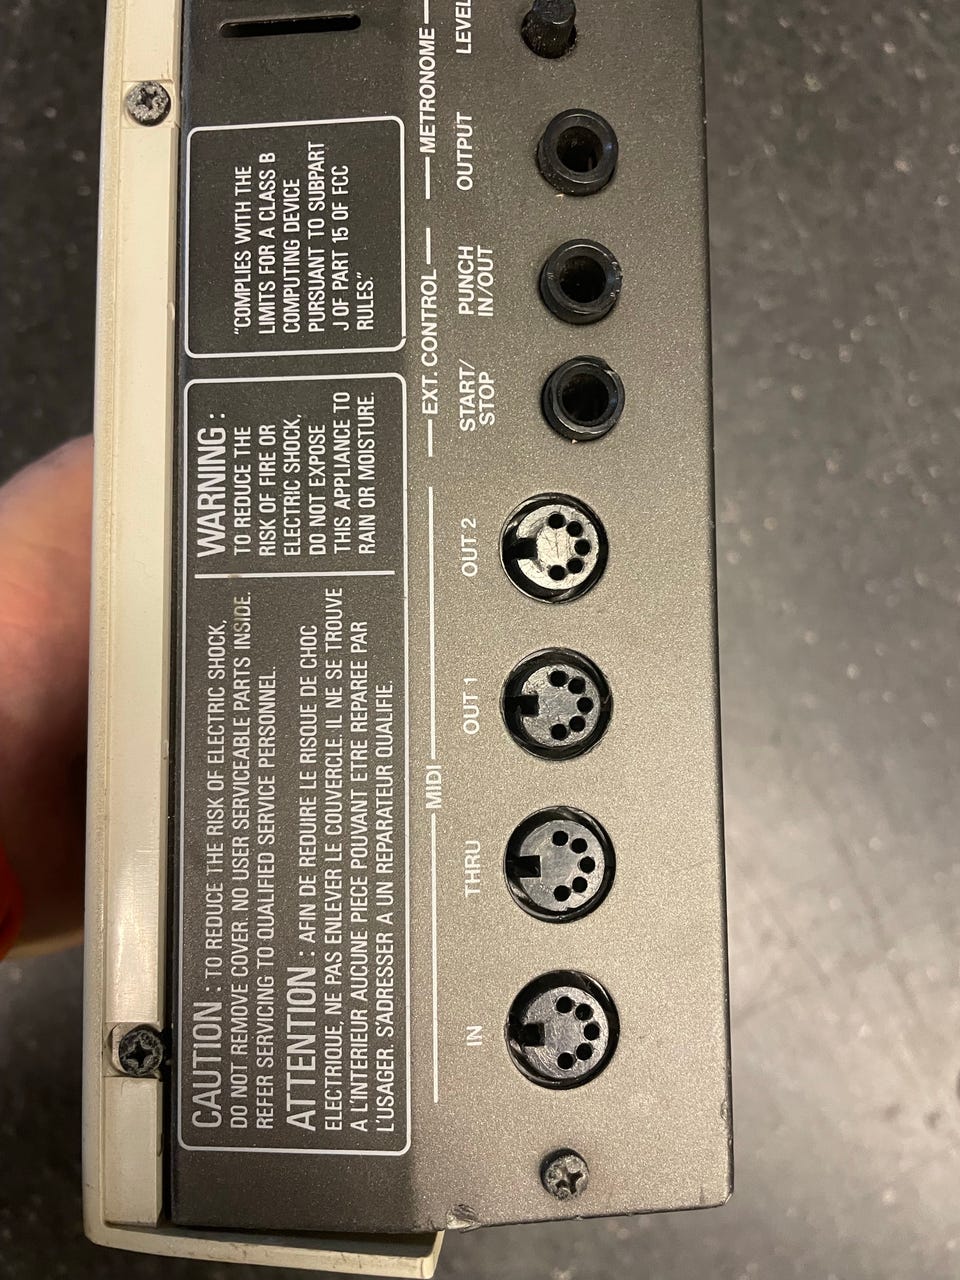 CAUTION : TO REDUCE THE RISK OF ELECTRIC SHOCK,
DO NOT REMOVE COVER. NO USER SERVICEABLE PARTS INSIDE.
REFER SERVICING TO QUALIFIED SERVICE PERSONNEL.
ATTENTION : AFIN DE REDUIRE LE RISQUE DE CHOC
ELECTRIQUE, NE PAS ENLEVER LE COUVERCLE. IL NE SE TROUVE
A L'INTERIEUR AUCUNE PIECE POUVANT ETRE REPAREE PAR
L'USAGER. S'ADRESSER A UN REPARATEUR QUALIFIE.
WARNING :
TO REDUCE THE
RISK OF FIRE OR
ELECTRIC SHOCK,
DO NOT EXPOSE
THIS APPLIANCE TO
RAIN OR MOISTURE.
"COMPLIES WITH THE
LIMITS FOR A CLASS B
COMPUTING DEVICE
PURSUANT TO SUBPART
J OF PART 15 OF FCC
RULES."
MIDI
IN
THRU
OUT 1
OUT 2
EXT. CONTROL
START/
STOP
PUNCH
IN/OUT
METRONOME
OUTPUT
LEVEL